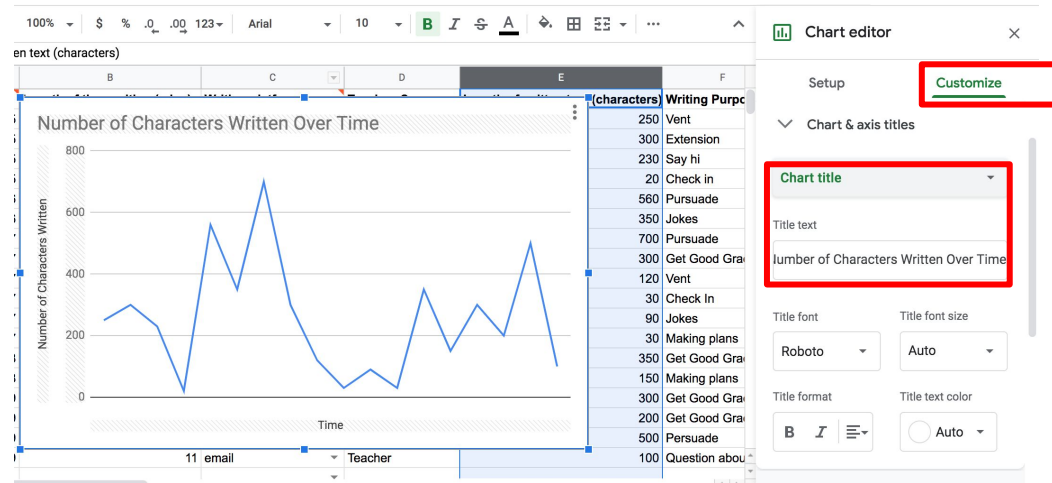 100% $ % .0 .00 123 Arial 10 B I S A ...
Chart editor
en text (characters)
Setup Customize
B C D E F
(characters) Writing Purpo
Chart & axis titles
Number of Characters Written Over Time
250 Vent
300 Extension
230 Say hi
20 Check in
560 Pursuade
350 Jokes
700 Pursuade
300 Get Good Gra
120 Vent
30 Check In
90 Jokes
30 Making plans
350 Get Good Gra
150 Making plans
300 Get Good Gra
200 Get Good Gra
500 Persuade
11 email Teacher 100 Question abou
800
600
400
200
0
Number of Characters Written
Time
Chart title
Title text
umber of Characters Written Over Time
Title font Title font size
Roboto Auto
Title format Title text color
B I Auto